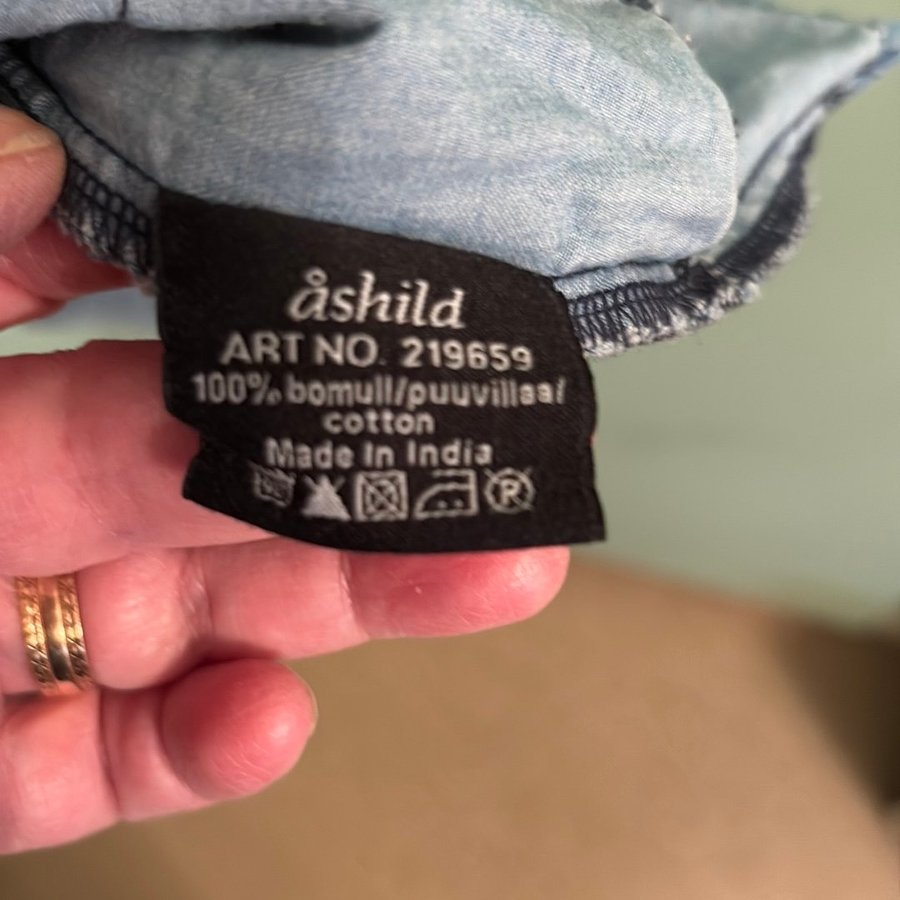 åshild
ART NO. 219659
100% bomull/puuvillaa/
cotton
Made In India
P